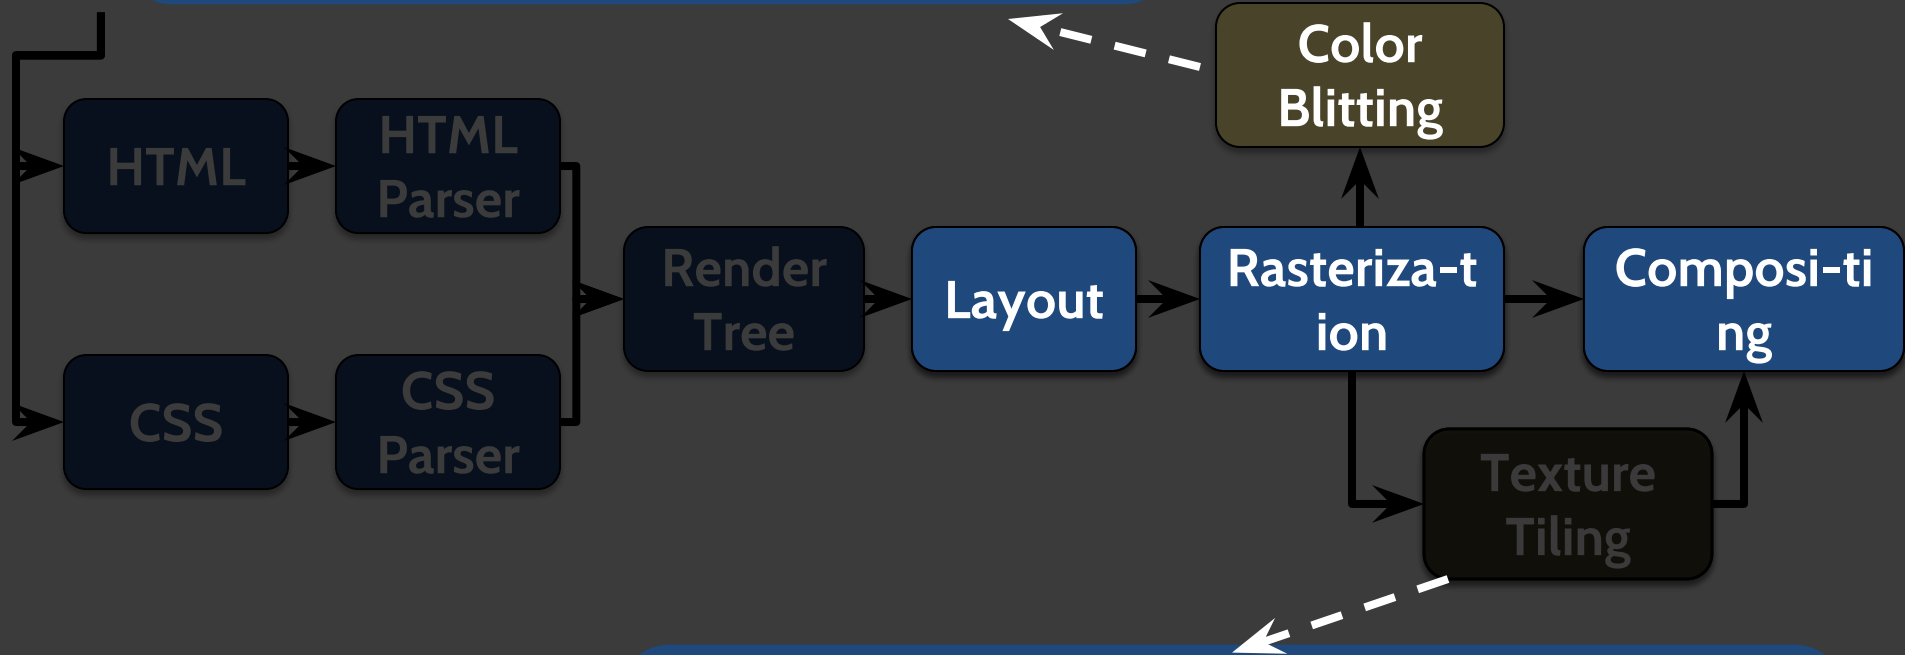 Color
Blitting
HTML
HTML
Parser
Render
Tree
Layout
Rasteriza-t
ion
Composi-ti
ng
CSS
CSS
Parser
Texture
Tiling